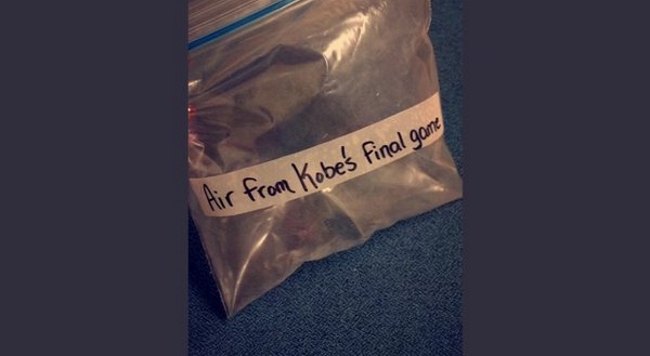 Air from Kobe's final game